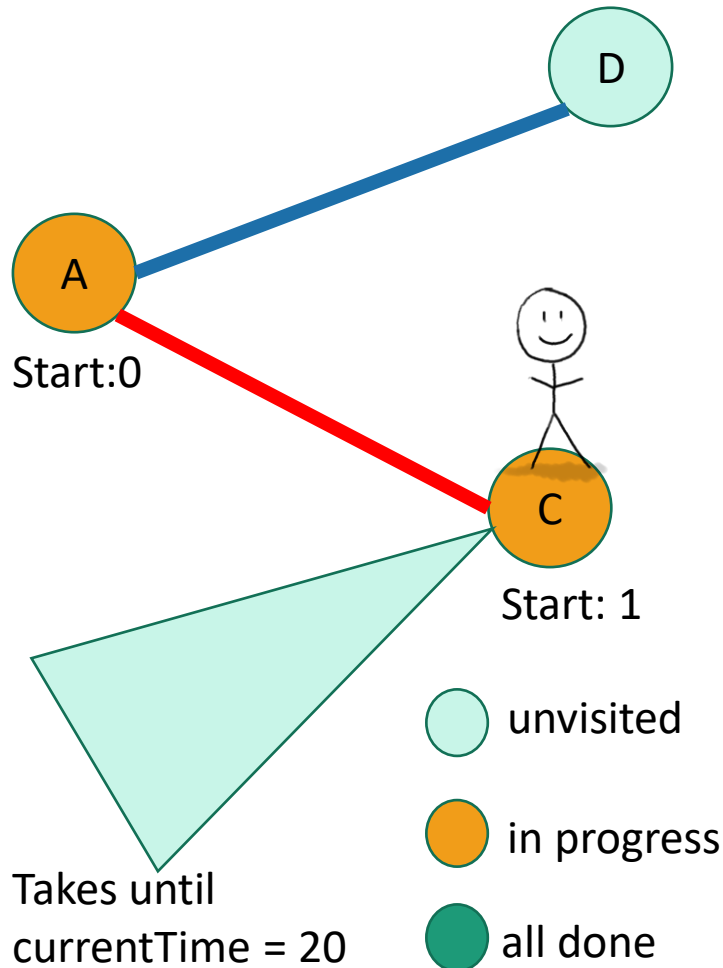 D
A
Start:0
C
Start: 1
unvisited
in progress
Takes until
currentTime = 20
all done